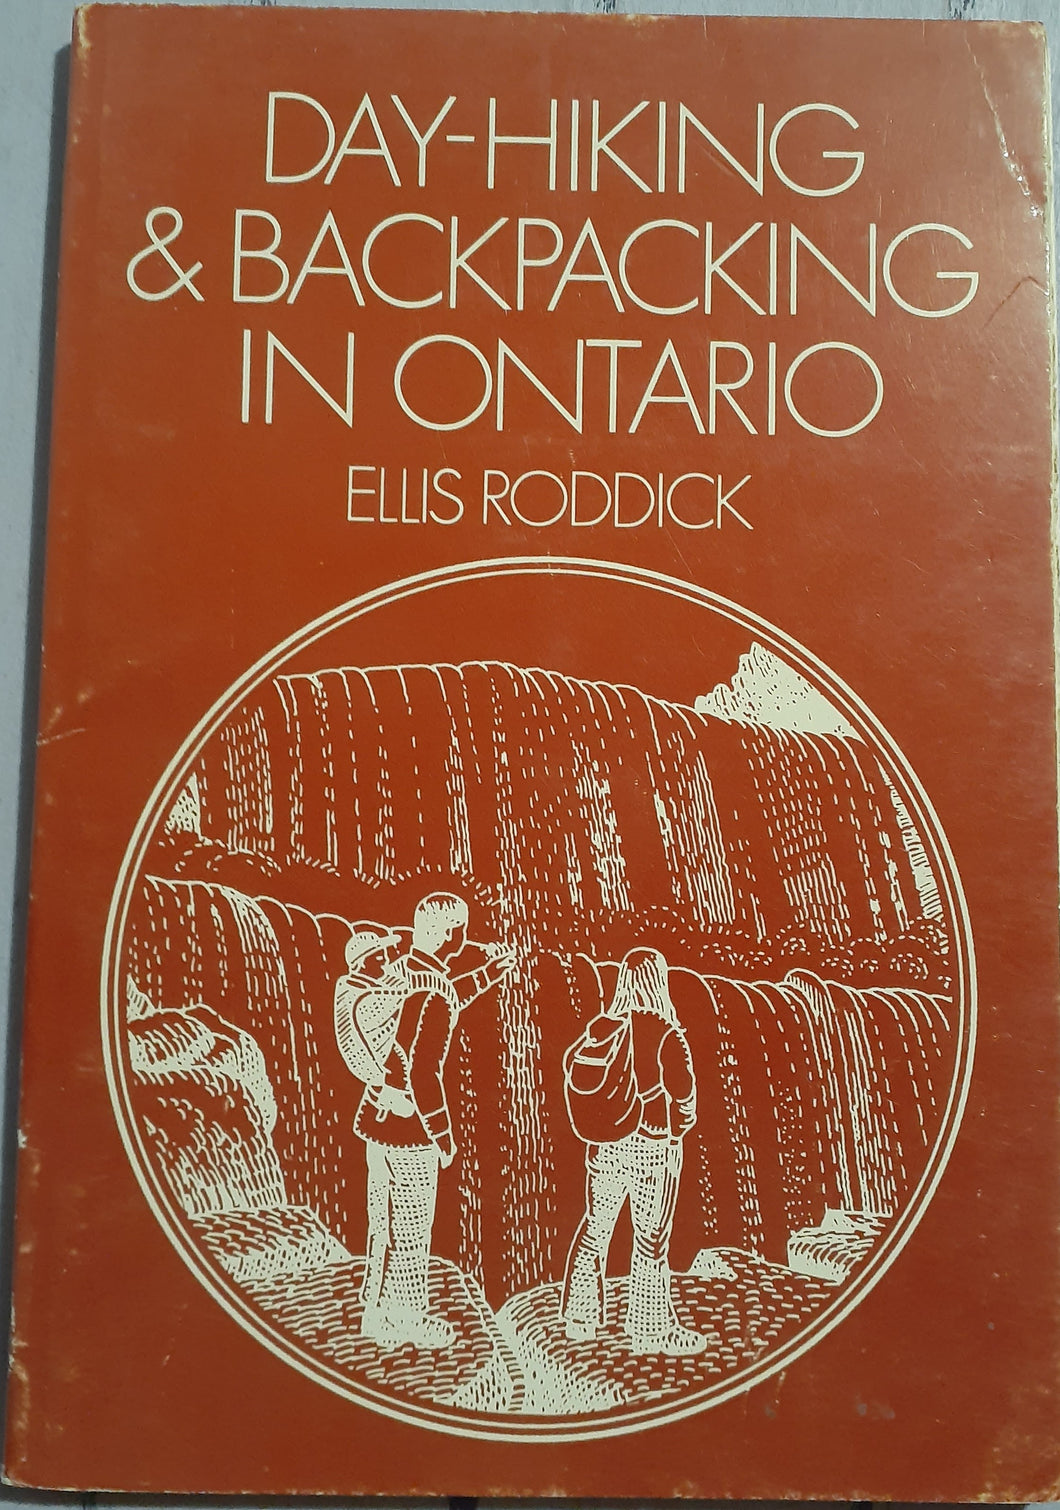 DAY-HIKING
& BACKPACKING
IN ONTARIO
ELLIS RODDICK